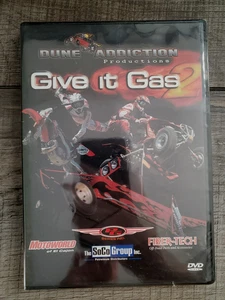 DUNE ADDICTION
Productions
Give it Gas 2
MOTOWORLD
FIBER-TECH
The SoCo Group Inc.
DVD